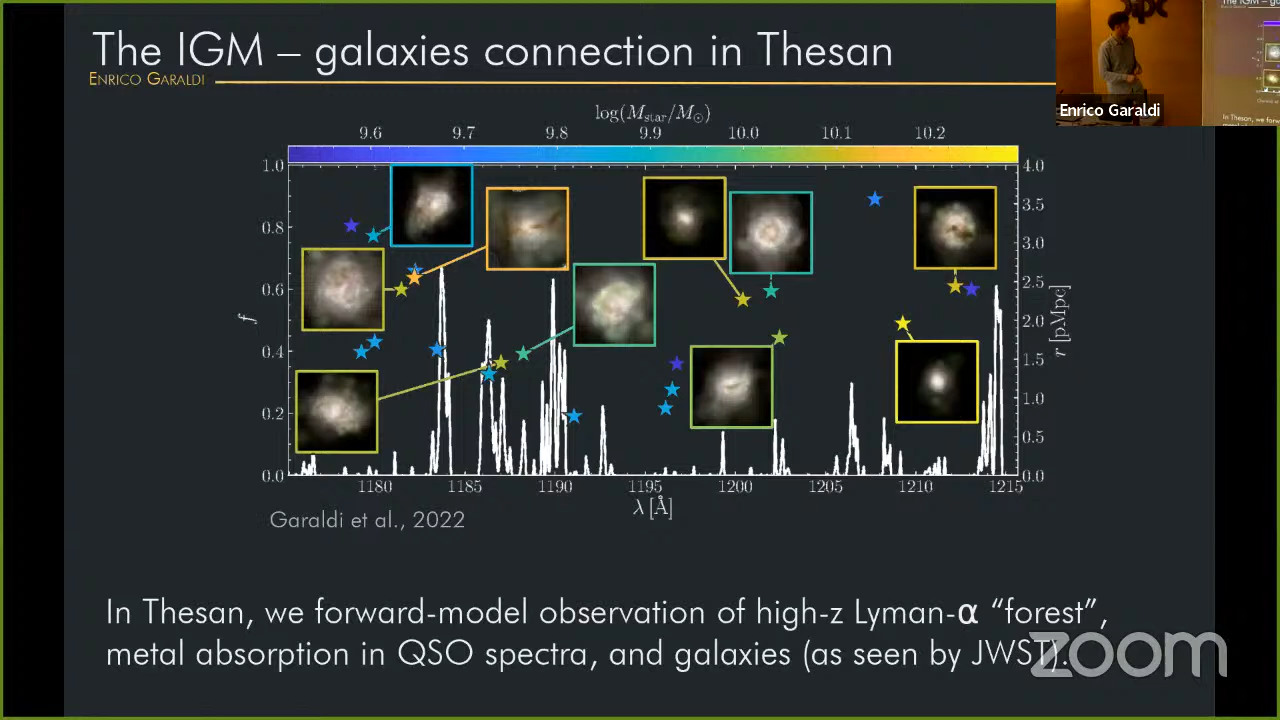 The IGM – galaxies connection in Thesan
ENRICO GARALDI
Enrico Garaldi
log(M_star/M_⊙)
9.6 9.7 9.8 9.9 10.0 10.1 10.2
1.0
0.8
0.6
0.4
0.2
0.0
f
4.0
3.5
3.0
2.5
2.0
1.5
1.0
0.5
0.0
r [pMpc]
1180 1185 1190 1195 1200 1205 1210 1215
λ [Å]
Garaldi et al., 2022
In Thesan, we forward-model observation of high-z Lyman-α “forest”,
metal absorption in QSO spectra, and galaxies (as seen by JWST).
zoom